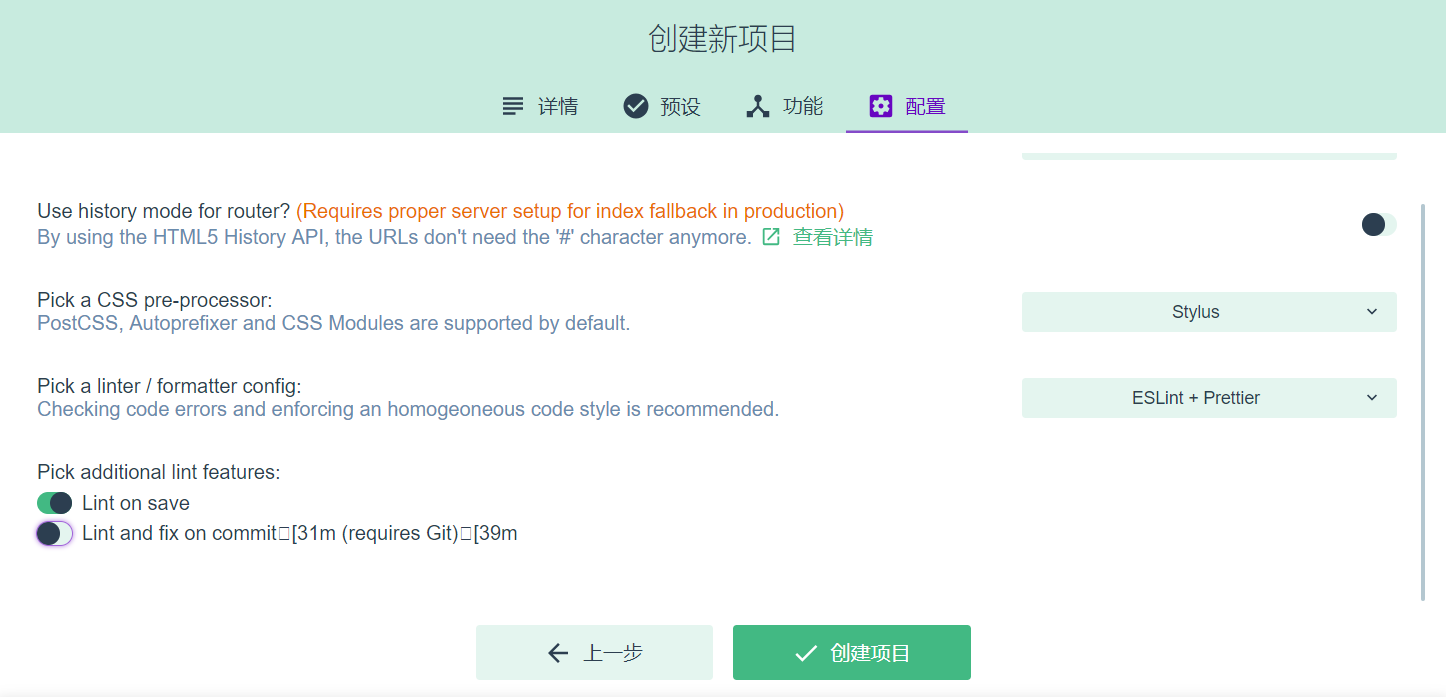 创建新项目
详情 预设 功能 配置
Use history mode for router? (Requires proper server setup for index fallback in production)
By using the HTML5 History API, the URLs don't need the '#' character anymore. 查看详情
Pick a CSS pre-processor:
PostCSS, Autoprefixer and CSS Modules are supported by default.
Stylus
Pick a linter / formatter config:
Checking code errors and enforcing an homogeoneous code style is recommended.
ESLint + Prettier
Pick additional lint features:
Lint on save
Lint and fix on commit□[31m (requires Git)□[39m
上一步 创建项目